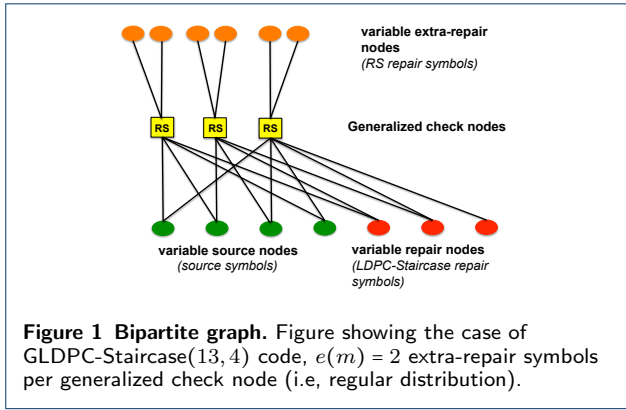 variable extra-repair
nodes
(RS repair symbols)
RS RS RS
Generalized check nodes
variable source nodes
(source symbols)
variable repair nodes
(LDPC-Staircase repair
symbols)
Figure 1 Bipartite graph. Figure showing the case of
GLDPC-Staircase(13, 4) code, e(m) = 2 extra-repair symbols
per generalized check node (i.e, regular distribution).